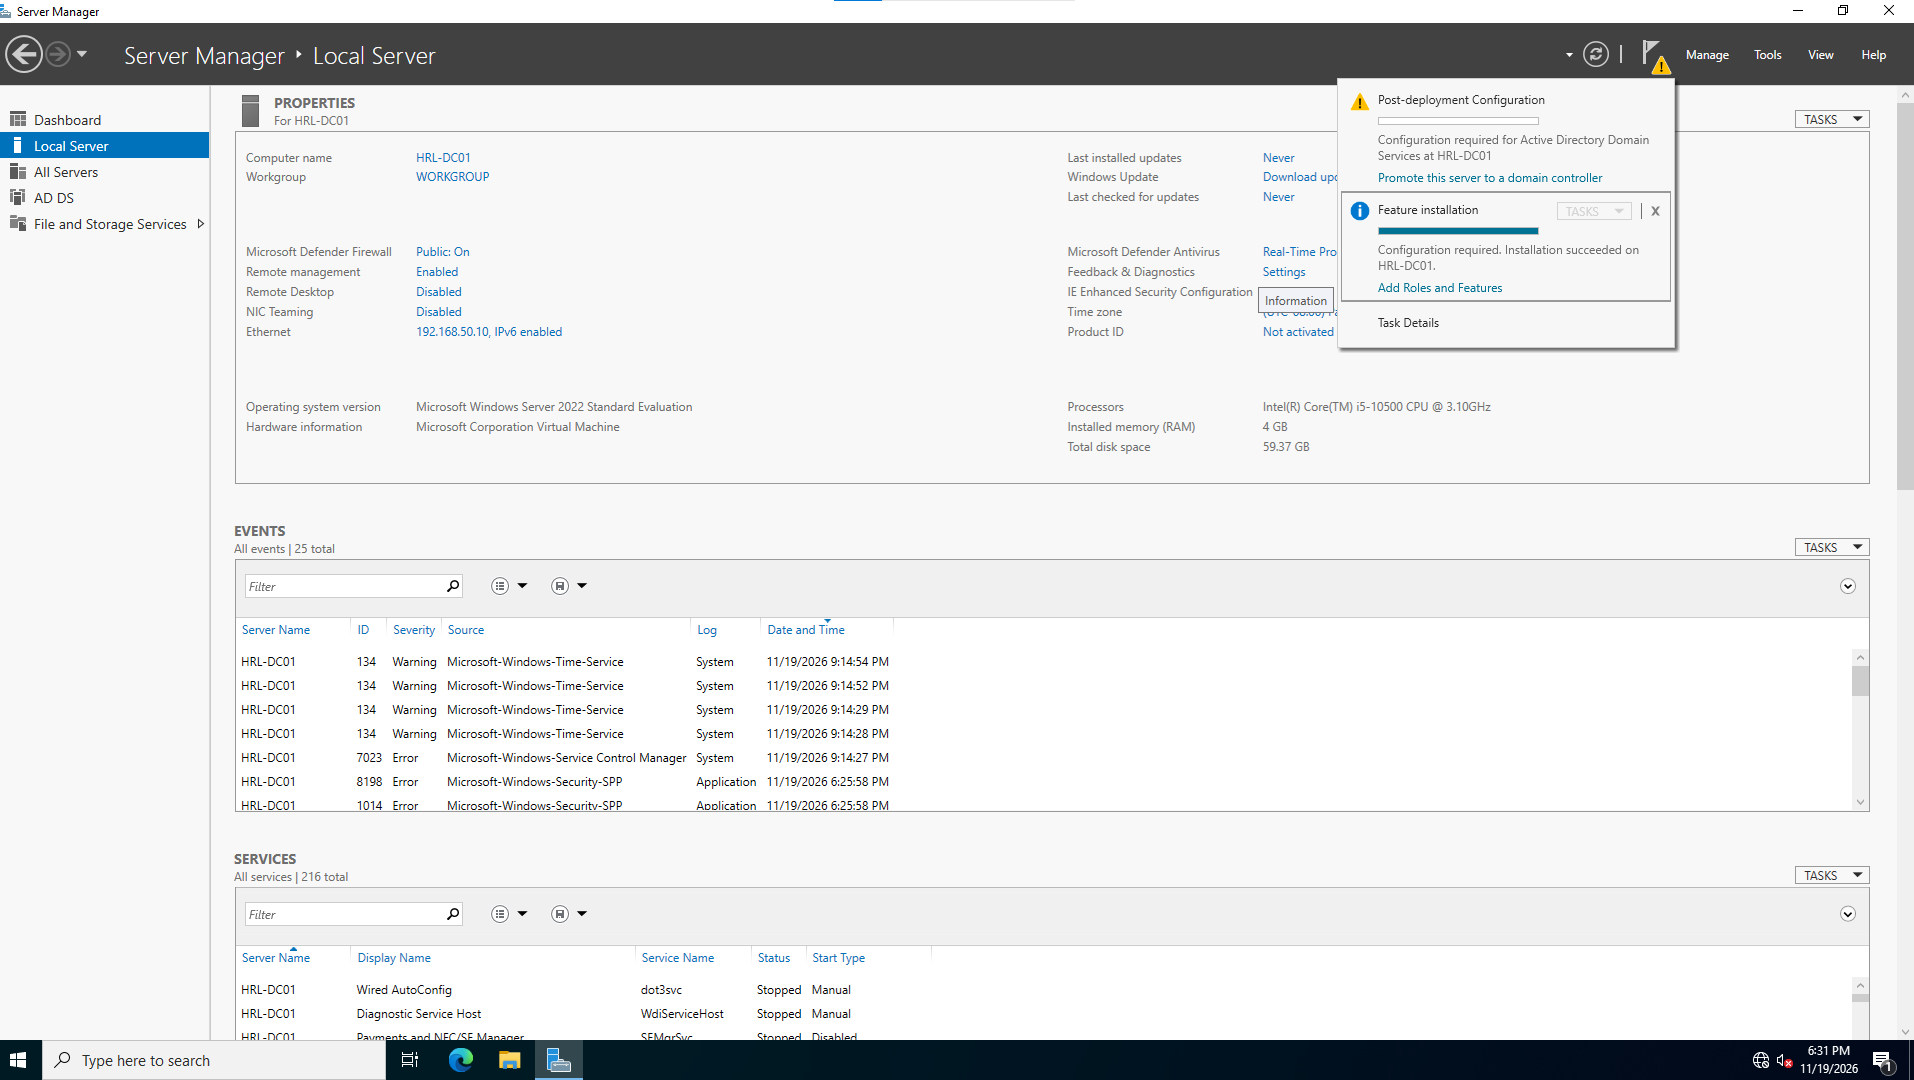 Server Manager
Server Manager ‣ Local Server
Manage Tools View Help
Dashboard
Local Server
All Servers
AD DS
File and Storage Services
PROPERTIES
For HRL-DC01
TASKS
Computer name HRL-DC01
Workgroup WORKGROUP
Last installed updates Never
Windows Update Download upd
Last checked for updates Never
Microsoft Defender Firewall Public: On
Remote management Enabled
Remote Desktop Disabled
NIC Teaming Disabled
Ethernet 192.168.50.10, IPv6 enabled
Microsoft Defender Antivirus Real-Time Pro
Feedback & Diagnostics Settings
IE Enhanced Security Configuration
Information
Time zone
Product ID Not activated
Operating system version Microsoft Windows Server 2022 Standard Evaluation
Hardware information Microsoft Corporation Virtual Machine
Processors Intel(R) Core(TM) i5-10500 CPU @ 3.10GHz
Installed memory (RAM) 4 GB
Total disk space 59.37 GB
Post-deployment Configuration
Configuration required for Active Directory Domain
Services at HRL-DC01
Promote this server to a domain controller
Feature installation TASKS X
Configuration required. Installation succeeded on
HRL-DC01.
Add Roles and Features
Task Details
EVENTS
All events | 25 total
TASKS
Filter
Server Name ID Severity Source Log Date and Time
HRL-DC01 134 Warning Microsoft-Windows-Time-Service System 11/19/2026 9:14:54 PM
HRL-DC01 134 Warning Microsoft-Windows-Time-Service System 11/19/2026 9:14:52 PM
HRL-DC01 134 Warning Microsoft-Windows-Time-Service System 11/19/2026 9:14:29 PM
HRL-DC01 134 Warning Microsoft-Windows-Time-Service System 11/19/2026 9:14:28 PM
HRL-DC01 7023 Error Microsoft-Windows-Service Control Manager System 11/19/2026 9:14:27 PM
HRL-DC01 8198 Error Microsoft-Windows-Security-SPP Application 11/19/2026 6:25:58 PM
HRL-DC01 1014 Error Microsoft-Windows-Security-SPP Application 11/19/2026 6:25:58 PM
SERVICES
All services | 216 total
TASKS
Filter
Server Name Display Name Service Name Status Start Type
HRL-DC01 Wired AutoConfig dot3svc Stopped Manual
HRL-DC01 Diagnostic Service Host WdiServiceHost Stopped Manual
HRL-DC01 Payments and NFC/SE Manager SEMgrSvc Stopped Disabled
Type here to search
6:31 PM
11/19/2026
1